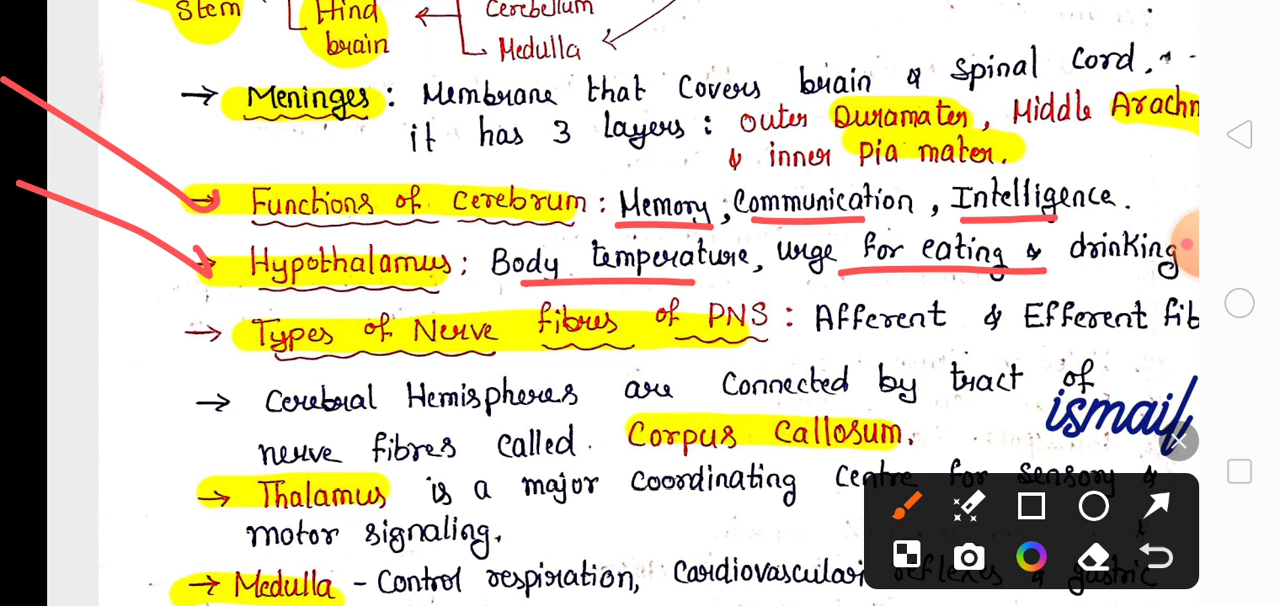 Stem Hind Cerebellum
brain Medulla
→ Meninges : Membrane that Covers brain & Spinal Cord.
it has 3 layers : outer Duramater, Middle Arachn
& inner Pia mater.
→ Functions of cerebrum : Memory, Communication, Intelligence.
→ Hypothalamus : Body temperature, urge for eating & drinking
→ Types of Nerve fibres of PNS : Afferent & Efferent fib
→ Cerebral Hemispheres are Connected by tract of
nerve fibres called. Corpus Callosum.
ismail
→ Thalamus is a major coordinating centre for sensory &
motor signaling.
→ Medulla - Control respiration, Cardiovascular reflexes & gastric